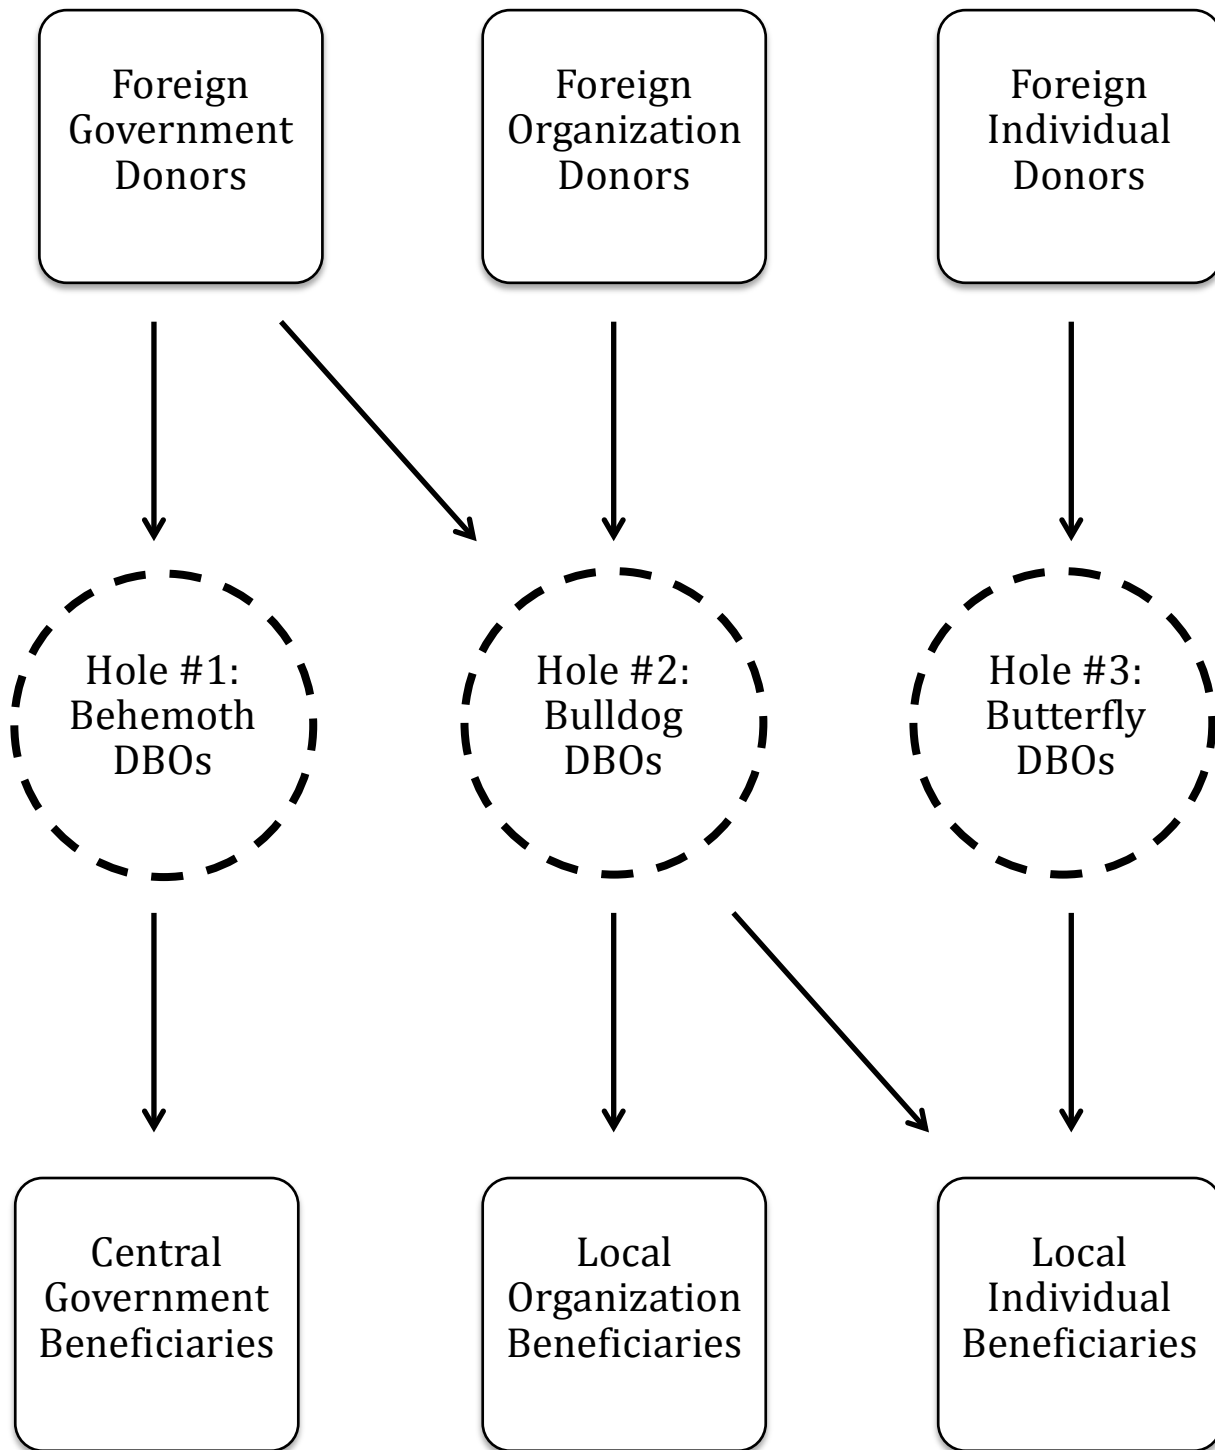 Foreign
Government
Donors
Foreign
Organization
Donors
Foreign
Individual
Donors
Hole #1:
Behemoth
DBOs
Hole #2:
Bulldog
DBOs
Hole #3:
Butterfly
DBOs
Central
Government
Beneficiaries
Local
Organization
Beneficiaries
Local
Individual
Beneficiaries